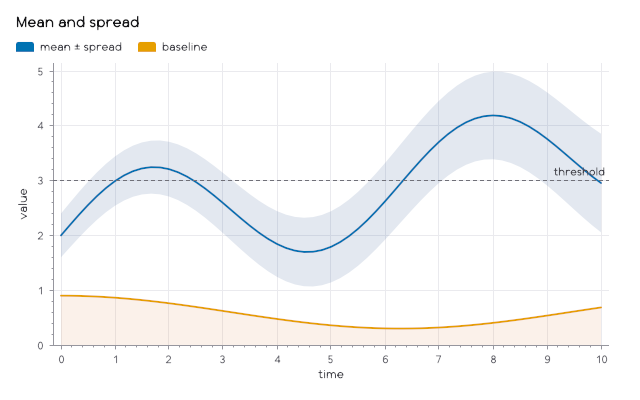 Mean and spread
mean ± spread baseline
5
4
threshold
3
value
2
1
0
0 1 2 3 4 5 6 7 8 9 10
time